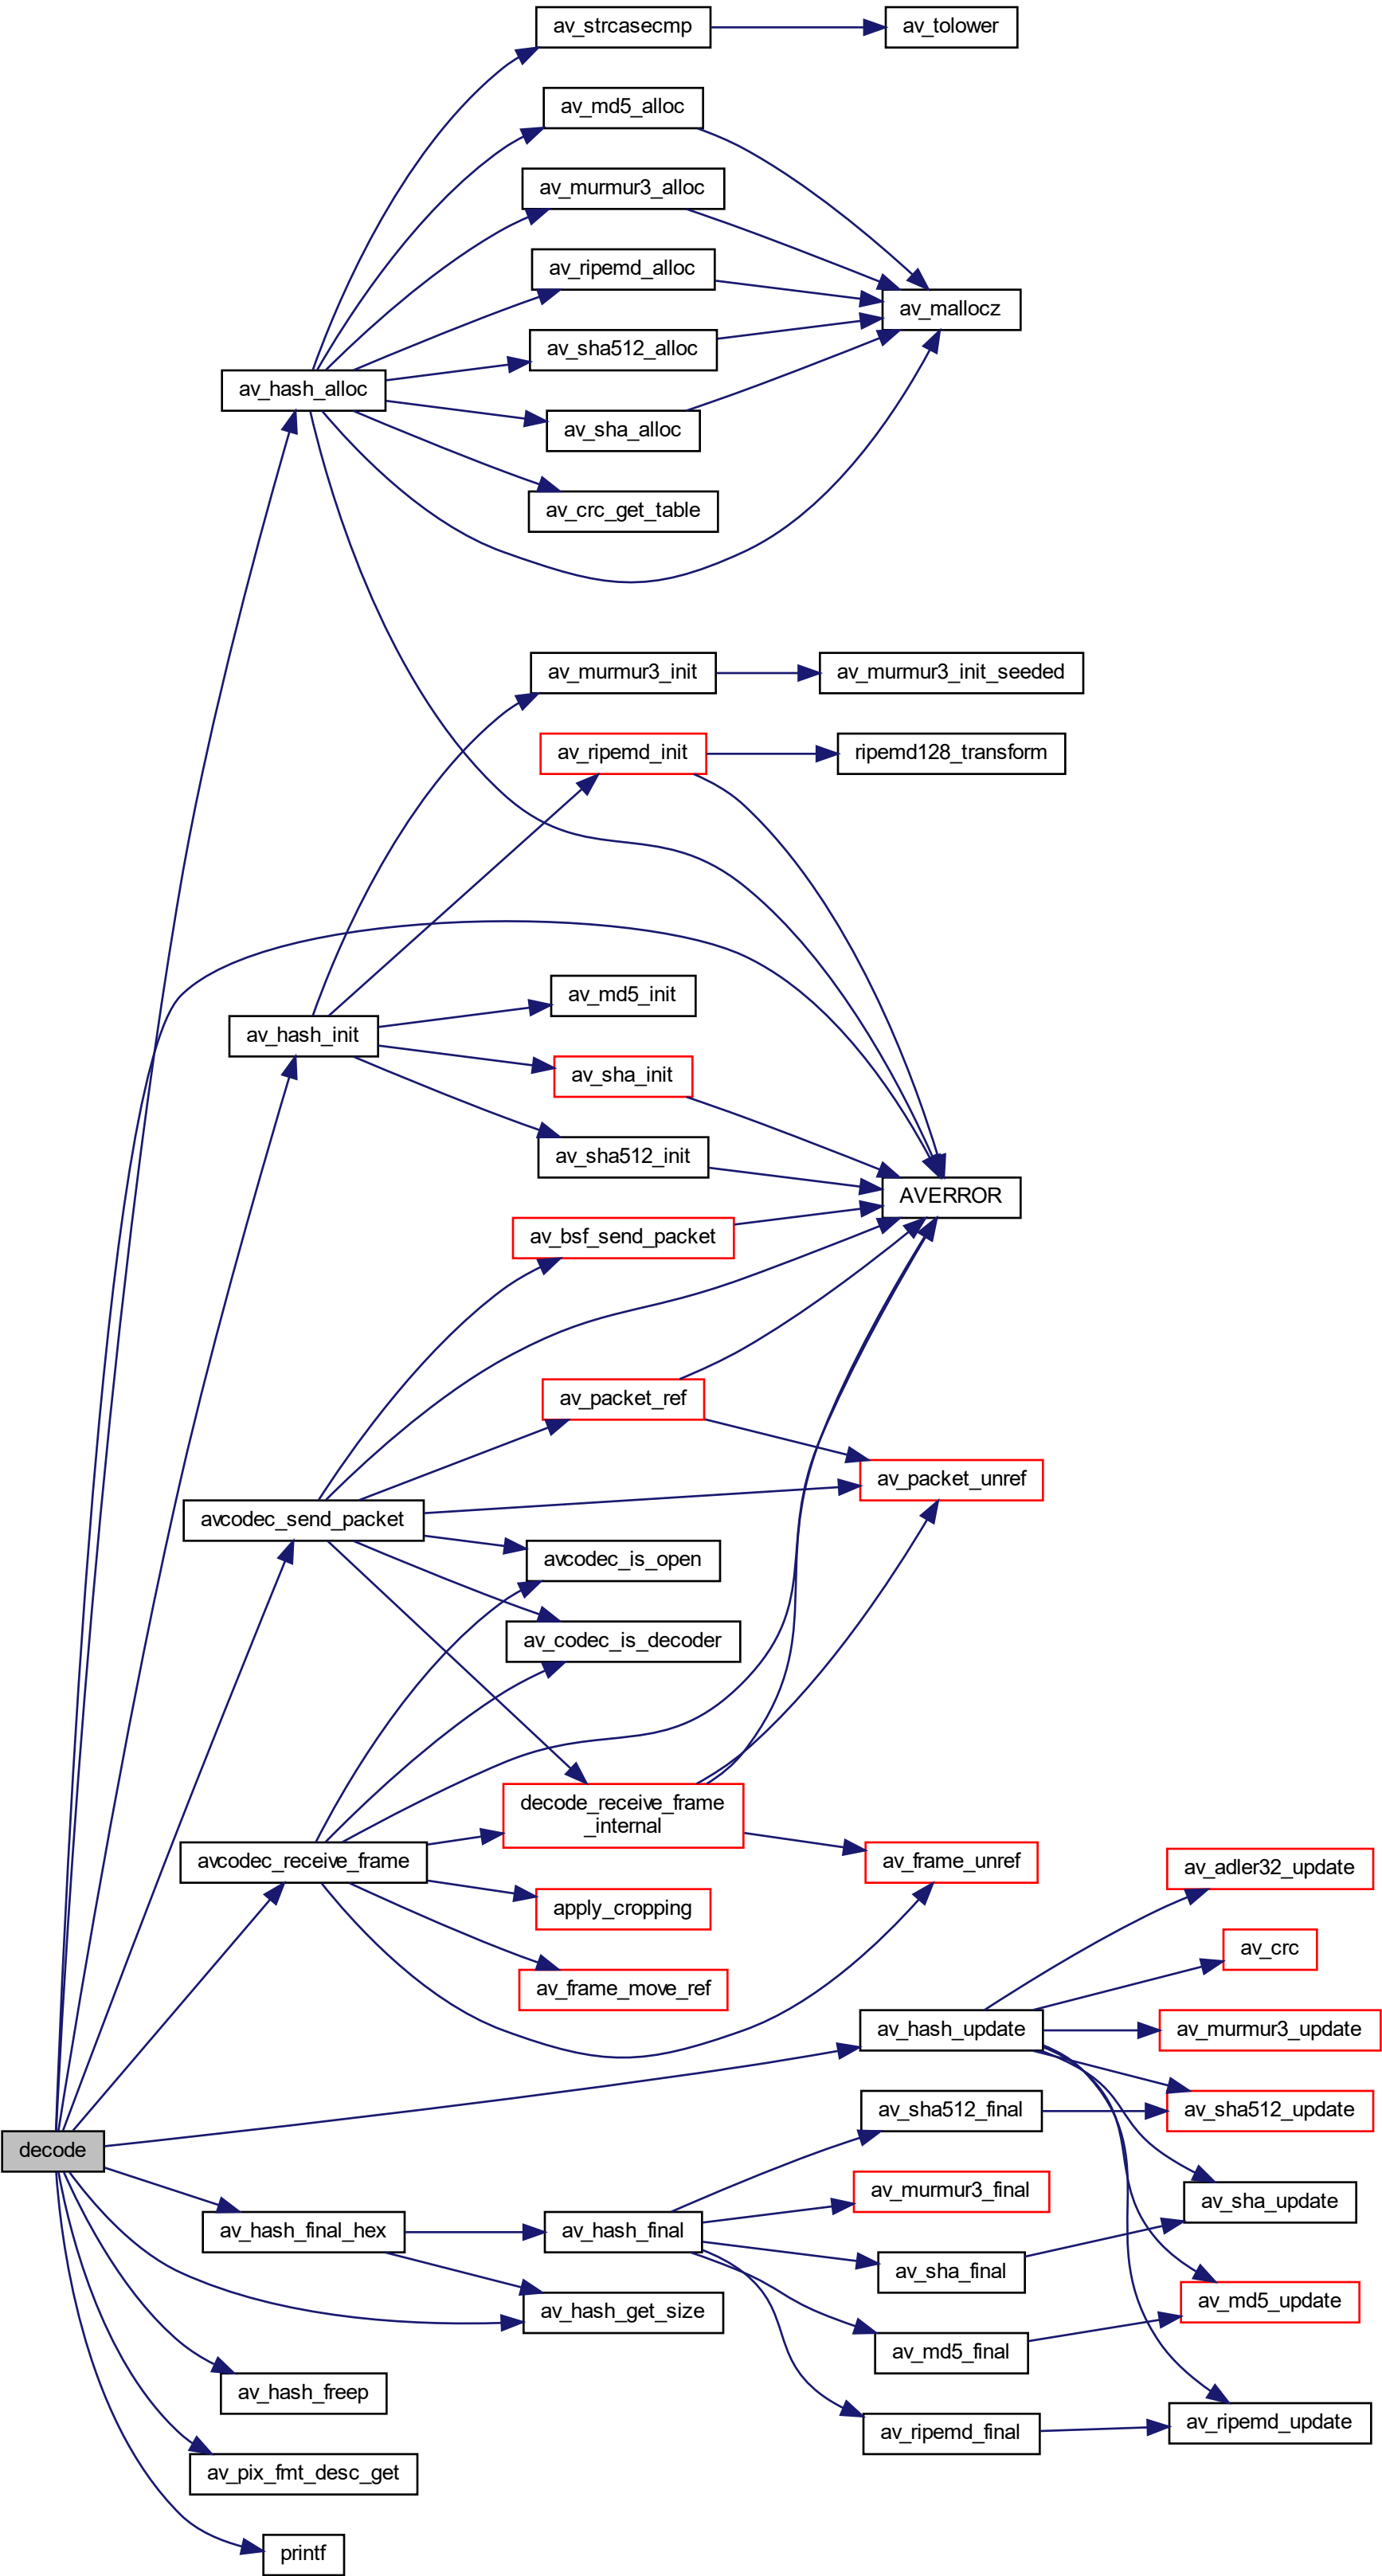 av_strcasecmp
av_tolower
av_md5_alloc
av_murmur3_alloc
av_ripemd_alloc
av_mallocz
av_sha512_alloc
av_hash_alloc
av_sha_alloc
av_crc_get_table
av_murmur3_init
av_murmur3_init_seeded
av_ripemd_init
ripemd128_transform
av_md5_init
av_hash_init
av_sha_init
av_sha512_init
AVERROR
av_bsf_send_packet
av_packet_ref
av_packet_unref
avcodec_send_packet
avcodec_is_open
av_codec_is_decoder
decode_receive_frame
_internal
avcodec_receive_frame
av_frame_unref
av_adler32_update
apply_cropping
av_crc
av_frame_move_ref
av_hash_update
av_murmur3_update
av_sha512_final
av_sha512_update
decode
av_murmur3_final
av_sha_update
av_hash_final_hex
av_hash_final
av_sha_final
av_hash_get_size
av_md5_update
av_md5_final
av_hash_freep
av_ripemd_final
av_ripemd_update
av_pix_fmt_desc_get
printf